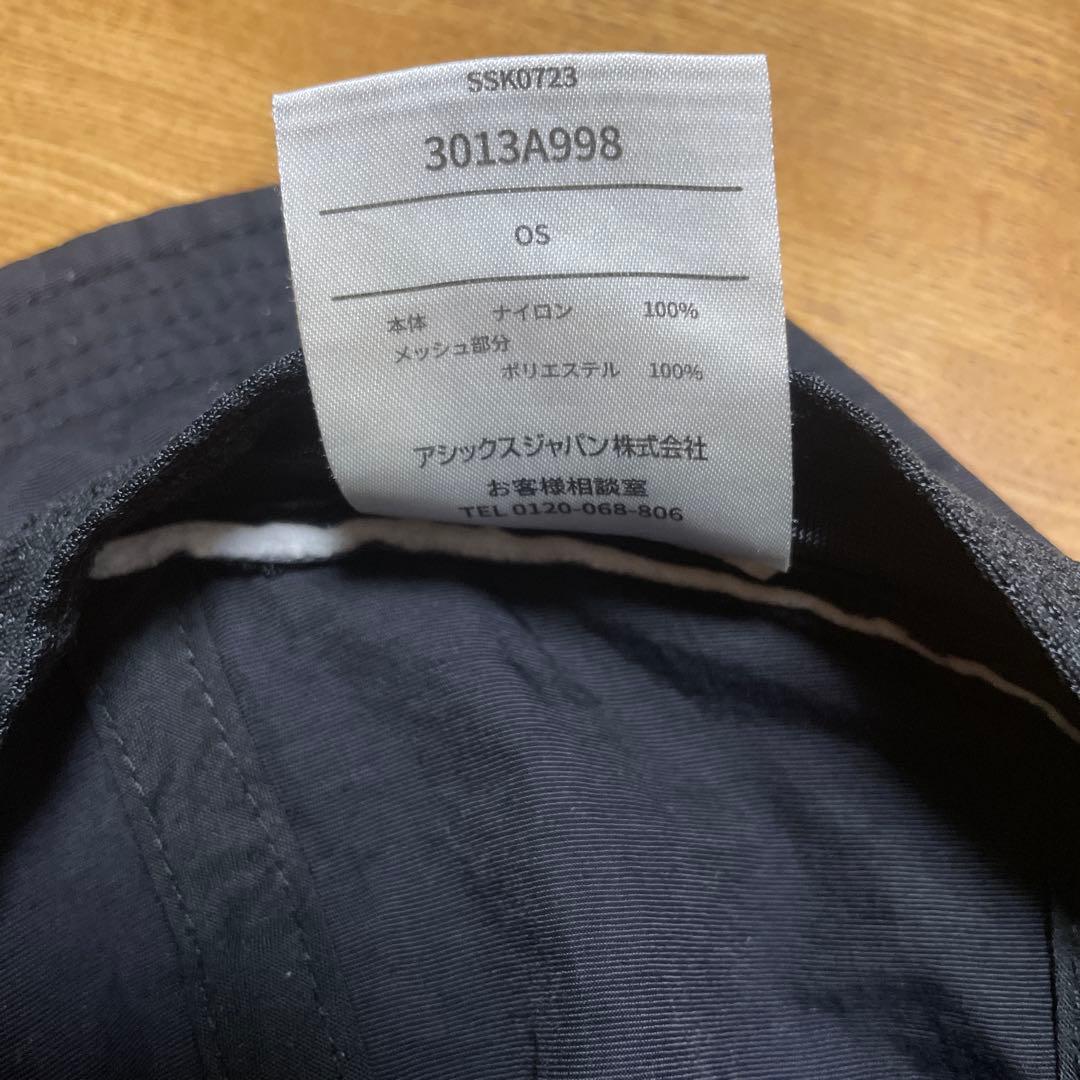 SSK0723
3013A998
OS
本体 ナイロン 100%
メッシュ部分
ポリエステル 100%
アシックスジャパン株式会社
お客様相談室
TEL 0120-068-806